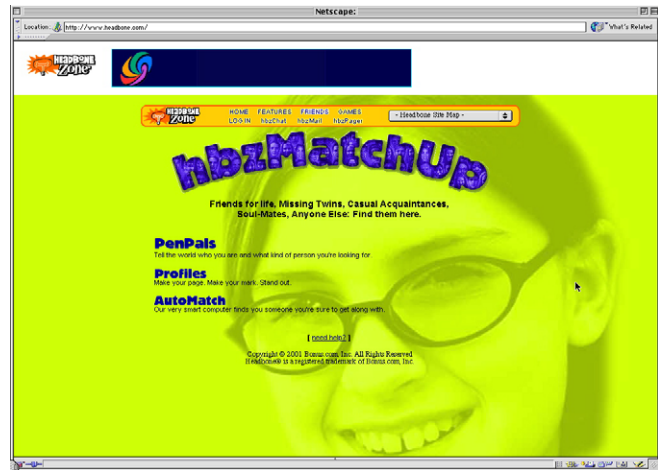 Netscape:
Location: http://www.headbone.com/
What's Related
HEADBONE
ZONE
HEADBONE
ZONE
HOME FEATURES FRIENDS GAMES
LOGIN hbzChat hbzMail hbzPager
- Headbone Site Map -
hbzMatchUp
Friends for life, Missing Twins, Casual Acquaintances,
Soul-Mates, Anyone Else: Find them here.
PenPals
Tell the world who you are and what kind of person you're looking for.
Profiles
Make your page. Make your mark. Stand out.
AutoMatch
Our very smart computer finds you someone you're sure to get along with.
[ need help? ]
Copyright © 2001 Bonus.com, Inc. All Rights Reserved
Headbone® is a registered trademark of Bonus.com, Inc.